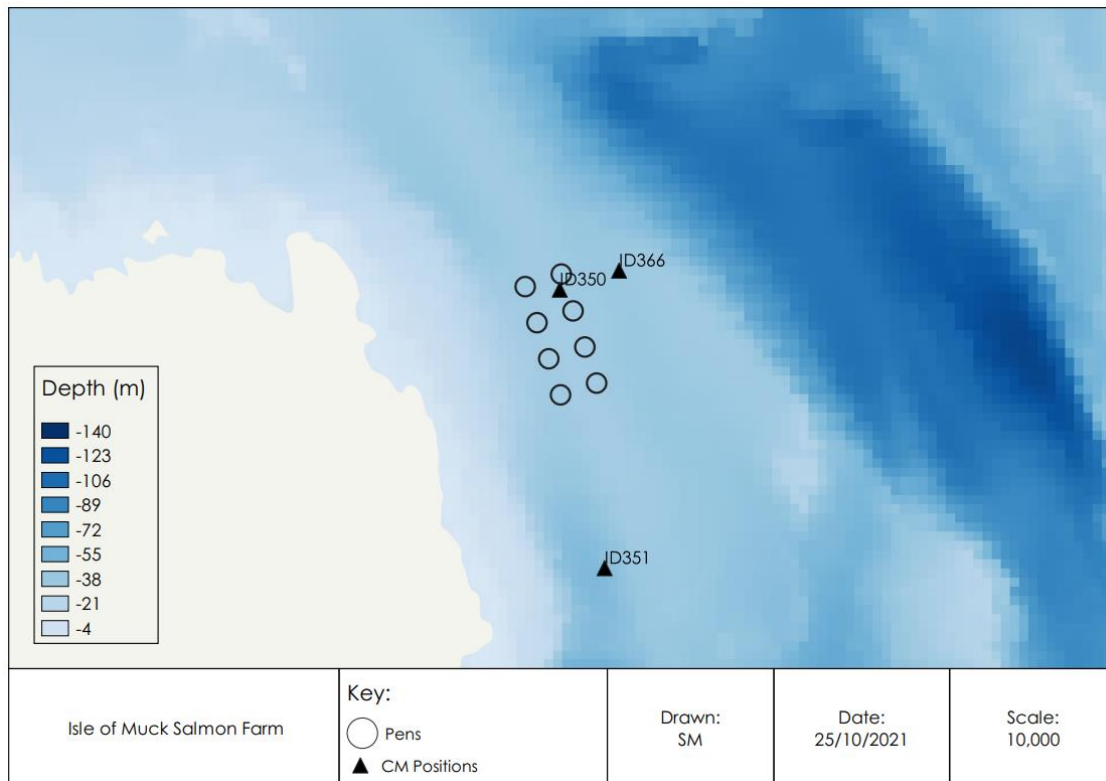 ID366
ID350
ID351
Depth (m)
-140
-123
-106
-89
-72
-55
-38
-21
-4
Isle of Muck Salmon Farm
Key:
Pens
CM Positions
Drawn:
SM
Date:
25/10/2021
Scale:
10,000